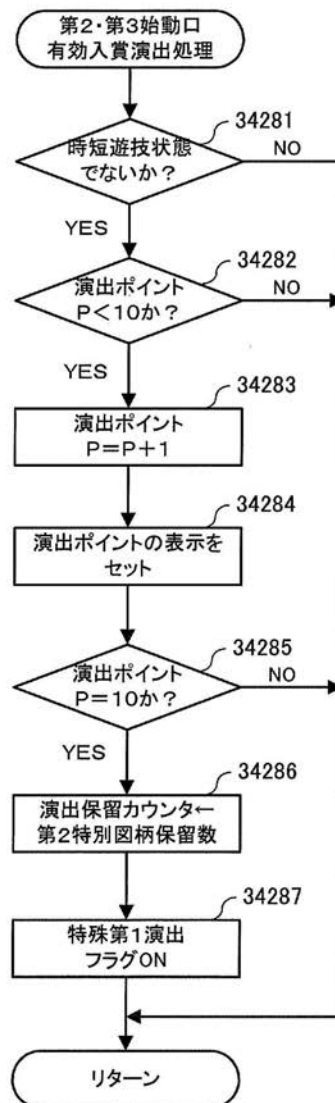 第2・第3始動口
有効入賞演出処理
34281
時短遊技状態
でないか？
NO
YES
34282
演出ポイント
P＜10か？
NO
YES
34283
演出ポイント
P＝P＋1
34284
演出ポイントの表示を
セット
34285
演出ポイント
P＝10か？
NO
YES
34286
演出保留カウンタ←
第2特別図柄保留数
34287
特殊第1演出
フラグON
リターン